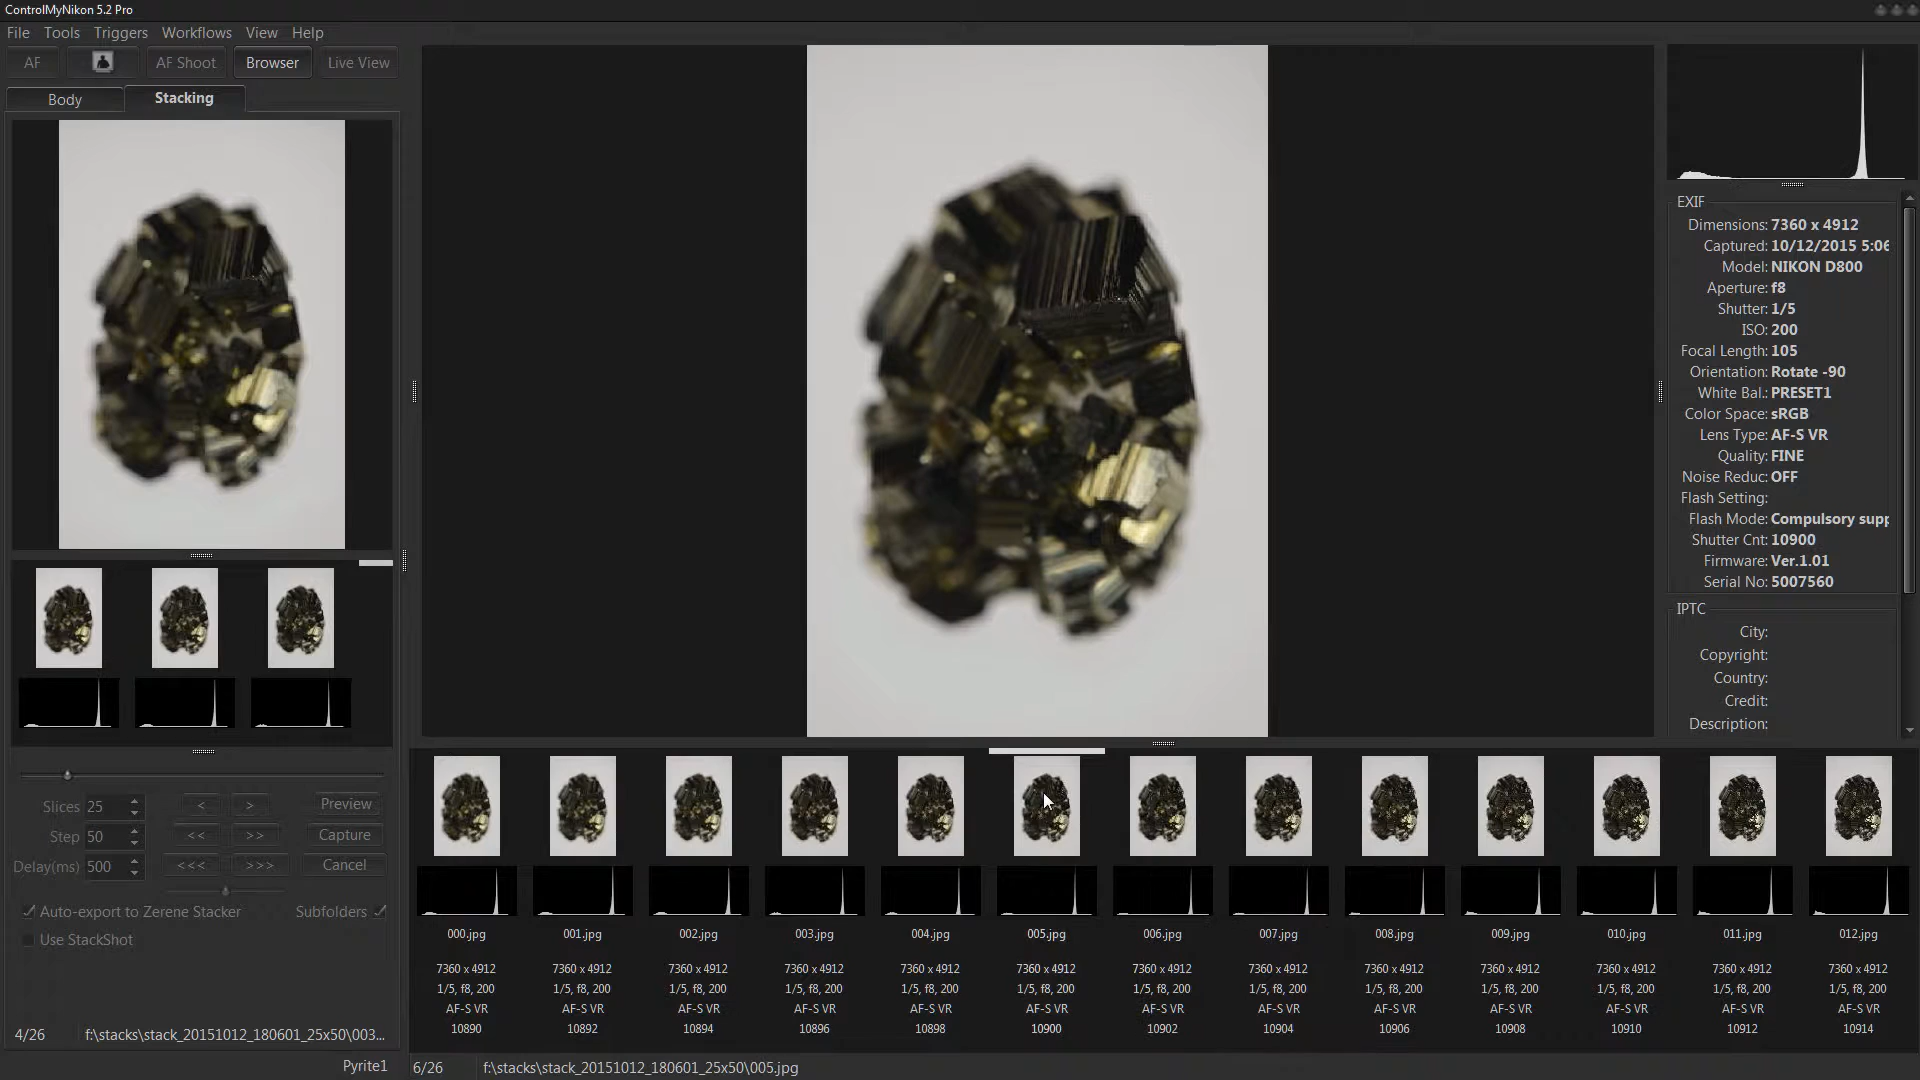 ControlMyNikon 5.2 Pro
File Tools Triggers Workflows View Help
AF AF Shoot Browser Live View
Body Stacking
EXIF
Dimensions: 7360 x 4912
Captured: 10/12/2015 5:06
Model: NIKON D800
Aperture: f8
Shutter: 1/5
ISO: 200
Focal Length: 105
Orientation: Rotate -90
White Bal.: PRESET1
Color Space: sRGB
Lens Type: AF-S VR
Quality: FINE
Noise Reduc: OFF
Flash Setting:
Flash Mode: Compulsory supp
Shutter Cnt: 10900
Firmware: Ver.1.01
Serial No: 5007560
IPTC
City:
Copyright:
Country:
Credit:
Description:
Slices 25 < > Preview
Step 50 << >> Capture
Delay(ms) 500 <<< >>> Cancel
Auto-export to Zerene Stacker Subfolders
Use StackShot
4/26 f:\stacks\stack_20151012_180601_25x50\003...
Pyrite1
000.jpg 001.jpg 002.jpg 003.jpg 004.jpg 005.jpg 006.jpg 007.jpg 008.jpg 009.jpg 010.jpg 011.jpg 012.jpg
7360 x 4912 7360 x 4912 7360 x 4912 7360 x 4912 7360 x 4912 7360 x 4912 7360 x 4912 7360 x 4912 7360 x 4912 7360 x 4912 7360 x 4912 7360 x 4912 7360 x 4912
1/5, f8, 200 1/5, f8, 200 1/5, f8, 200 1/5, f8, 200 1/5, f8, 200 1/5, f8, 200 1/5, f8, 200 1/5, f8, 200 1/5, f8, 200 1/5, f8, 200 1/5, f8, 200 1/5, f8, 200 1/5, f8, 200
AF-S VR AF-S VR AF-S VR AF-S VR AF-S VR AF-S VR AF-S VR AF-S VR AF-S VR AF-S VR AF-S VR AF-S VR AF-S VR
10890 10892 10894 10896 10898 10900 10902 10904 10906 10908 10910 10912 10914
6/26 f:\stacks\stack_20151012_180601_25x50\005.jpg